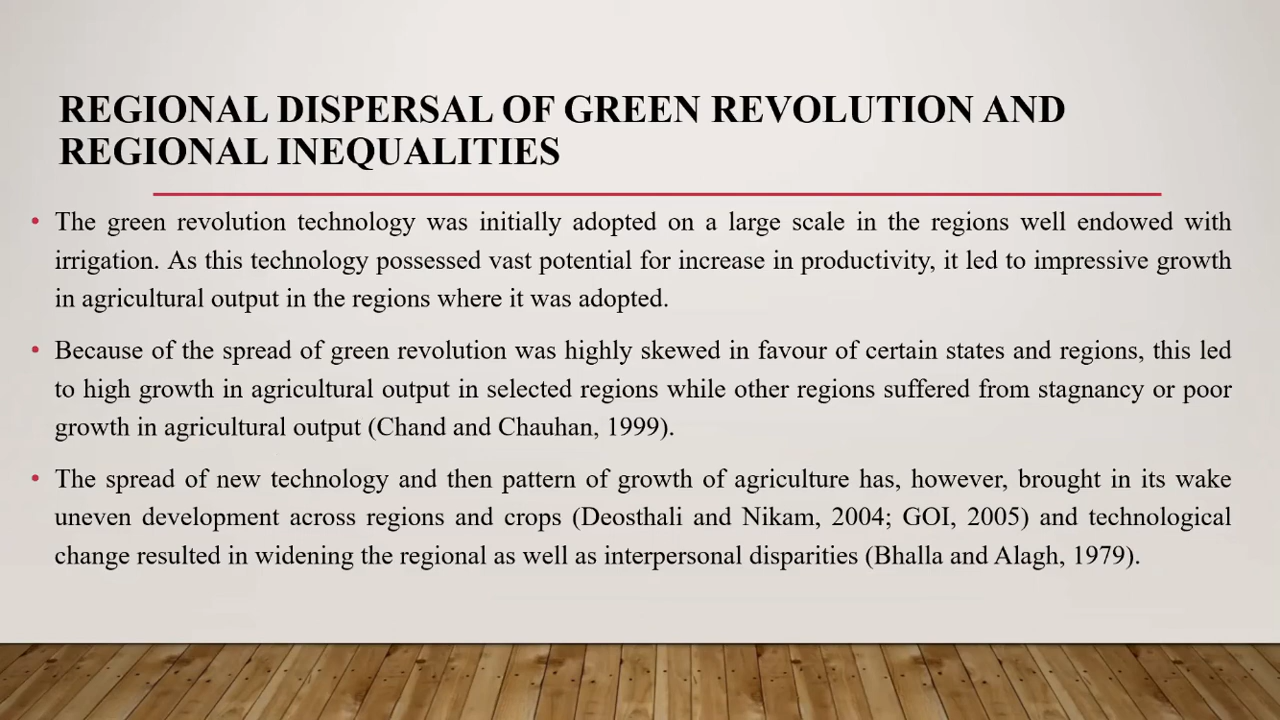 REGIONAL DISPERSAL OF GREEN REVOLUTION AND
REGIONAL INEQUALITIES
• The green revolution technology was initially adopted on a large scale in the regions well endowed with
irrigation. As this technology possessed vast potential for increase in productivity, it led to impressive growth
in agricultural output in the regions where it was adopted.
• Because of the spread of green revolution was highly skewed in favour of certain states and regions, this led
to high growth in agricultural output in selected regions while other regions suffered from stagnancy or poor
growth in agricultural output (Chand and Chauhan, 1999).
• The spread of new technology and then pattern of growth of agriculture has, however, brought in its wake
uneven development across regions and crops (Deosthali and Nikam, 2004; GOI, 2005) and technological
change resulted in widening the regional as well as interpersonal disparities (Bhalla and Alagh, 1979).